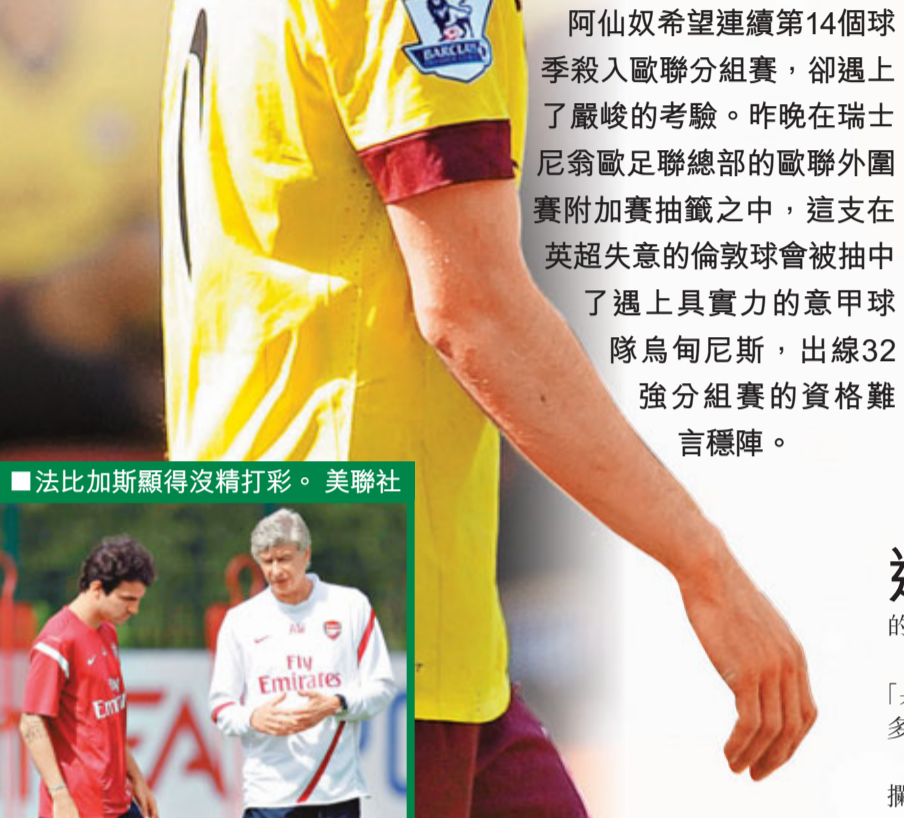 阿仙奴希望連續第14個球
季殺入歐聯分組賽，卻遇上
了嚴峻的考驗。昨晚在瑞士
尼翁歐足聯總部的歐聯外圍
賽附加賽抽籤之中，這支在
英超失意的倫敦球會被抽中
了遇上具實力的意甲球
隊烏甸尼斯，出線32
強分組賽的資格難
言穩陣。
■法比加斯顯得沒精打彩。 美聯社
的
多
BARCLAYS
Fly
Emirates